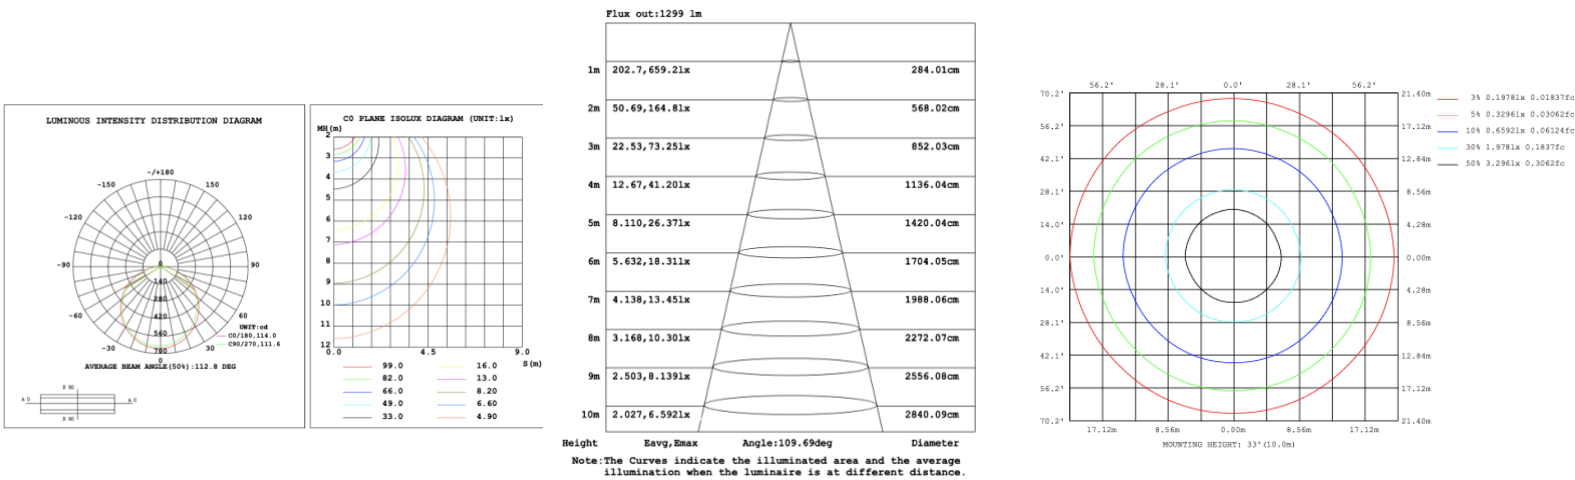 LUMINOUS INTENSITY DISTRIBUTION DIAGRAM
-/+180
-150 150
-120 120
-90 90
-60 60
-30 30
0
0
140
280
420
560
700
UNIT:cd
C0/180,114.0
C90/270,111.6
AVERAGE BEAM ANGLE(50%):112.8 DEG
C0 PLANE ISOLUX DIAGRAM (UNIT:lx)
MH(m)
2
3
4
5
6
7
8
9
10
11
12
0.0 4.5 9.0
S(m)
99.0 16.0
82.0 13.0
66.0 8.20
49.0 6.60
33.0 4.90
Flux out:1299 lm
1m 202.7,659.2lx 284.01cm
2m 50.69,164.8lx 568.02cm
3m 22.53,73.25lx 852.03cm
4m 12.67,41.20lx 1136.04cm
5m 8.110,26.37lx 1420.04cm
6m 5.632,18.31lx 1704.05cm
7m 4.138,13.45lx 1988.06cm
8m 3.168,10.30lx 2272.07cm
9m 2.503,8.139lx 2556.08cm
10m 2.027,6.592lx 2840.09cm
Height Eavg,Emax Angle:109.69deg Diameter
Note:The Curves indicate the illuminated area and the average
illumination when the luminaire is at different distance.
56.2' 28.1' 0.0' 28.1' 56.2'
70.2' 21.40m
56.2' 17.12m
42.1' 12.84m
28.1' 8.56m
14.0' 4.28m
0.0' 0.00m
14.0' 4.28m
28.1' 8.56m
42.1' 12.84m
56.2' 17.12m
70.2' 21.40m
17.12m 8.56m 0.00m 8.56m 17.12m
MOUNTING HEIGHT: 33'(10.0m)
3% 0.1978lx 0.01837fc
5% 0.3296lx 0.03062fc
10% 0.6592lx 0.06124fc
30% 1.978lx 0.1837fc
50% 3.296lx 0.3062fc